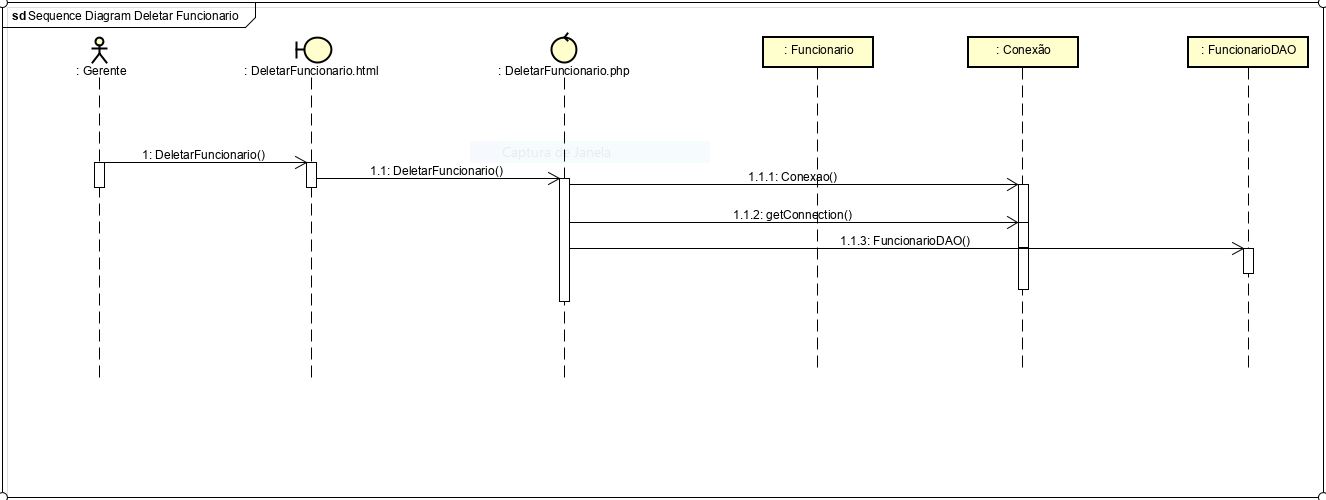 sd Sequence Diagram Deletar Funcionario
: Gerente
: DeletarFuncionario.html
: DeletarFuncionario.php
: Funcionario
: Conexão
: FuncionarioDAO
Captura de Janela
1: DeletarFuncionario()
1.1: DeletarFuncionario()
1.1.1: Conexao()
1.1.2: getConnection()
1.1.3: FuncionarioDAO()